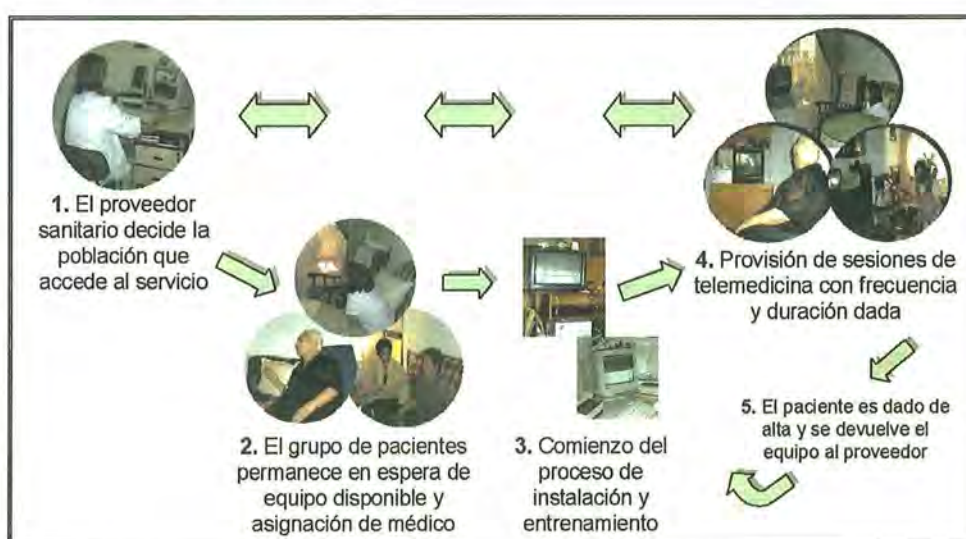 1. El proveedor
sanitario decide la
población que
accede al servicio
2. El grupo de pacientes
permanece en espera de
equipo disponible y
asignación de médico
3. Comienzo del
proceso de
instalación y
entrenamiento
4. Provisión de sesiones de
telemedicina con frecuencia
y duración dada
5. El paciente es dado de
alta y se devuelve el
equipo al proveedor